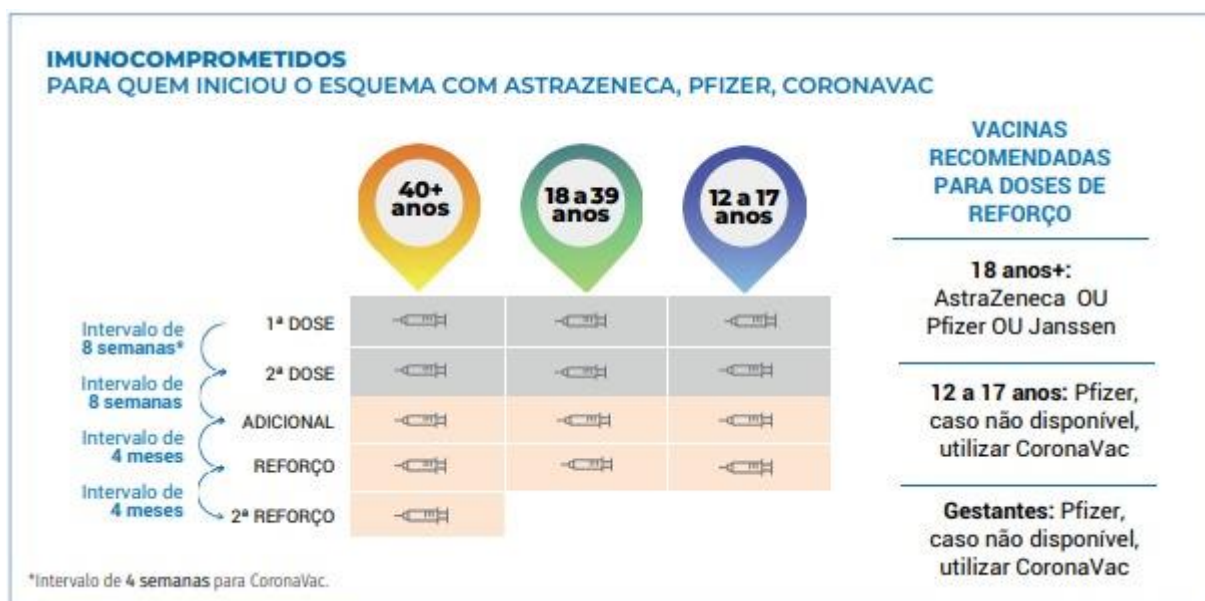 IMUNOCOMPROMETIDOS
PARA QUEM INICIOU O ESQUEMA COM ASTRAZENECA, PFIZER, CORONAVAC
40+
anos
18 a 39
anos
12 a 17
anos
Intervalo de
8 semanas*
Intervalo de
8 semanas
Intervalo de
4 meses
Intervalo de
4 meses
1ª DOSE
2ª DOSE
ADICIONAL
REFORÇO
2ª REFORÇO
VACINAS
RECOMENDADAS
PARA DOSES DE
REFORÇO
18 anos+:
AstraZeneca OU
Pfizer OU Janssen
12 a 17 anos: Pfizer,
caso não disponível,
utilizar CoronaVac
Gestantes: Pfizer,
caso não disponível,
utilizar CoronaVac
*Intervalo de 4 semanas para CoronaVac.